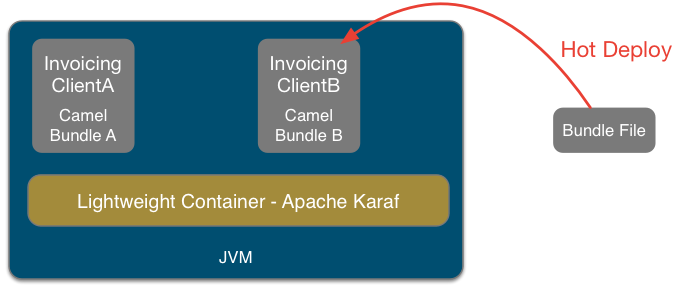 Invoicing
ClientA
Camel
Bundle A
Invoicing
ClientB
Camel
Bundle B
Hot Deploy
Bundle File
Lightweight Container - Apache Karaf
JVM